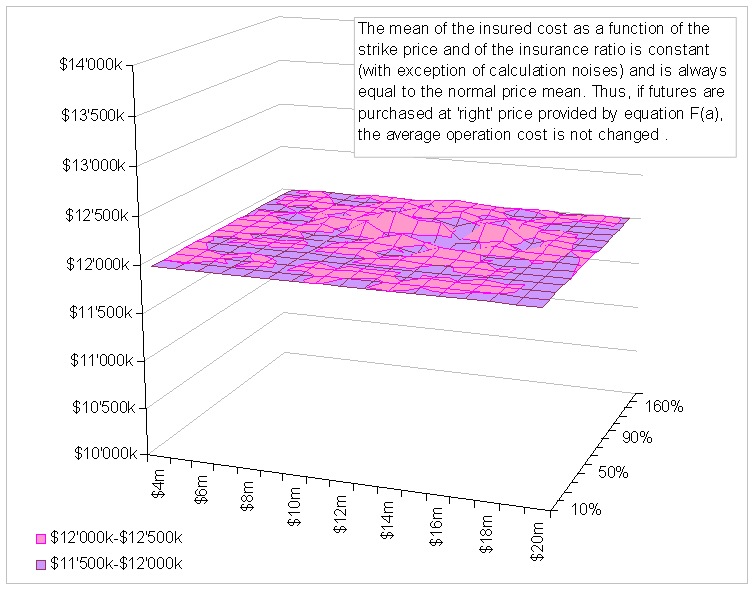 The mean of the insured cost as a function of the
strike price and of the insurance ratio is constant
(with exception of calculation noises) and is always
equal to the normal price mean. Thus, if futures are
purchased at 'right' price provided by equation F(a),
the average operation cost is not changed .
$14'000k
$13'500k
$13'000k
$12'500k
$12'000k
$11'500k
$11'000k
$10'500k
$10'000k
$4m
$6m
$8m
$10m
$12m
$14m
$16m
$18m
$20m
160%
90%
50%
10%
$12'000k-$12'500k
$11'500k-$12'000k